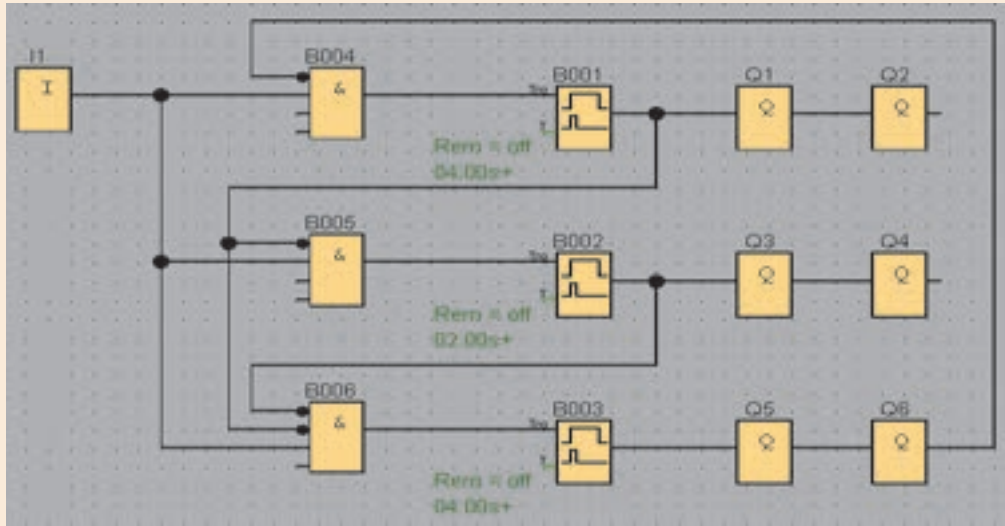 I1
I
B004
&
B001
Trg
T
Rem = off
04.00s+
Q1
Q
Q2
Q
B005
&
B002
Trg
T
Rem = off
02.00s+
Q3
Q
Q4
Q
B006
&
B003
Trg
T
Rem = off
04.00s+
Q5
Q
Q6
Q